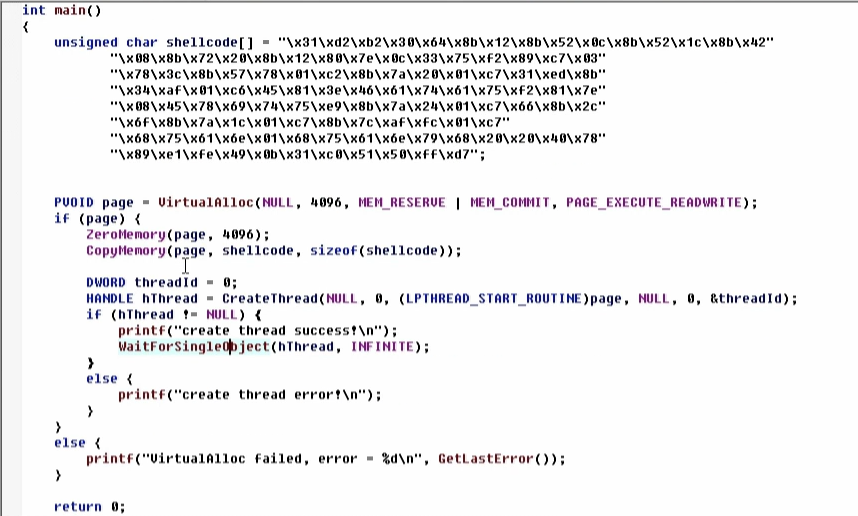 int main()
{
unsigned char shellcode[] = "\x31\xd2\xb2\x30\x64\x8b\x12\x8b\x52\x0c\x8b\x52\x1c\x8b\x42"
"\x08\x8b\x72\x20\x8b\x12\x80\x7e\x0c\x33\x75\xf2\x89\xc7\x03"
"\x78\x3c\x8b\x57\x78\x01\xc2\x8b\x7a\x20\x01\xc7\x31\xed\x8b"
"\x34\xaf\x01\xc6\x45\x81\x3e\x46\x61\x74\x61\x75\xf2\x81\x7e"
"\x08\x45\x78\x69\x74\x75\xe9\x8b\x7a\x24\x01\xc7\x66\x8b\x2c"
"\x6f\x8b\x7a\x1c\x01\xc7\x8b\x7c\xaf\xfc\x01\xc7"
"\x68\x75\x61\x6e\x01\x68\x75\x61\x6e\x79\x68\x20\x20\x40\x78"
"\x89\xe1\xfe\x49\x0b\x31\xc0\x51\x50\xff\xd7";
PVOID page = VirtualAlloc(NULL, 4096, MEM_RESERVE | MEM_COMMIT, PAGE_EXECUTE_READWRITE);
if (page) {
ZeroMemory(page, 4096);
CopyMemory(page, shellcode, sizeof(shellcode));
DWORD threadId = 0;
HANDLE hThread = CreateThread(NULL, 0, (LPTHREAD_START_ROUTINE)page, NULL, 0, &threadId);
if (hThread != NULL) {
printf("create thread success!\n");
WaitForSingleObject(hThread, INFINITE);
}
else {
printf("create thread error!\n");
}
}
else {
printf("VirtualAlloc failed, error = %d\n", GetLastError());
}
return 0;